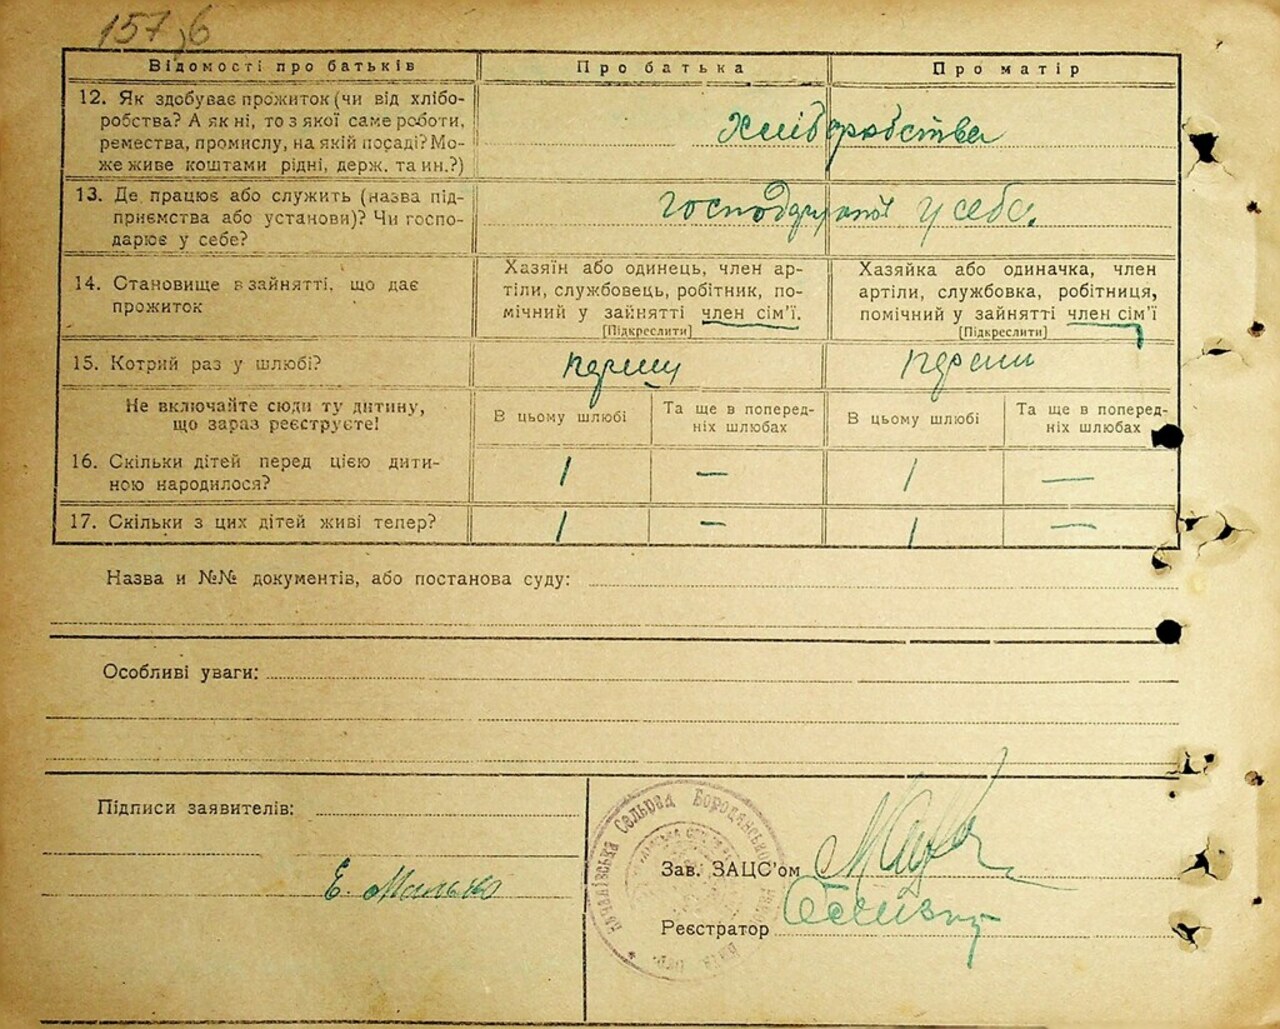 157,б
Відомості про батьків
Про батька
Про матір
12. Як здобуває прожиток (чи від хлібо-
робства? А як ні, то з якої саме роботи,
ремества, промислу, на якій посаді? Мо-
же живе коштами рідні, держ. та ин.?)
Хліборобства
13. Де працює або служить (назва під-
приємства або установи)? Чи госпо-
дарює у себе?
у себе.
14. Становище в зайнятті, що дає
прожиток
Хазяїн або одинець, член ар-
тіли, службовець, робітник, по-
мічний у зайнятті член сім'ї.
[Підкреслити]
Хазяйка або одиначка, член
артіли, службовка, робітниця,
помічний у зайнятті член сім'ї
[Підкреслити]
15. Котрий раз у шлюбі?
Не включайте сюди ту дитину,
що зараз реєструєте!
В цьому шлюбі
Та ще в поперед-
ніх шлюбах
В цьому шлюбі
Та ще в поперед-
ніх шлюбах
16. Скільки дітей перед цією дити-
ною народилося?
1 — 1 —
17. Скільки з цих дітей живі тепер?
1 — 1 —
Назва и №№ документів, або постанова суду:
Особливі уваги:
Підписи заявителів:
Сельрад Бородянсько
Зав. ЗАЦС'ом
Реєстратор